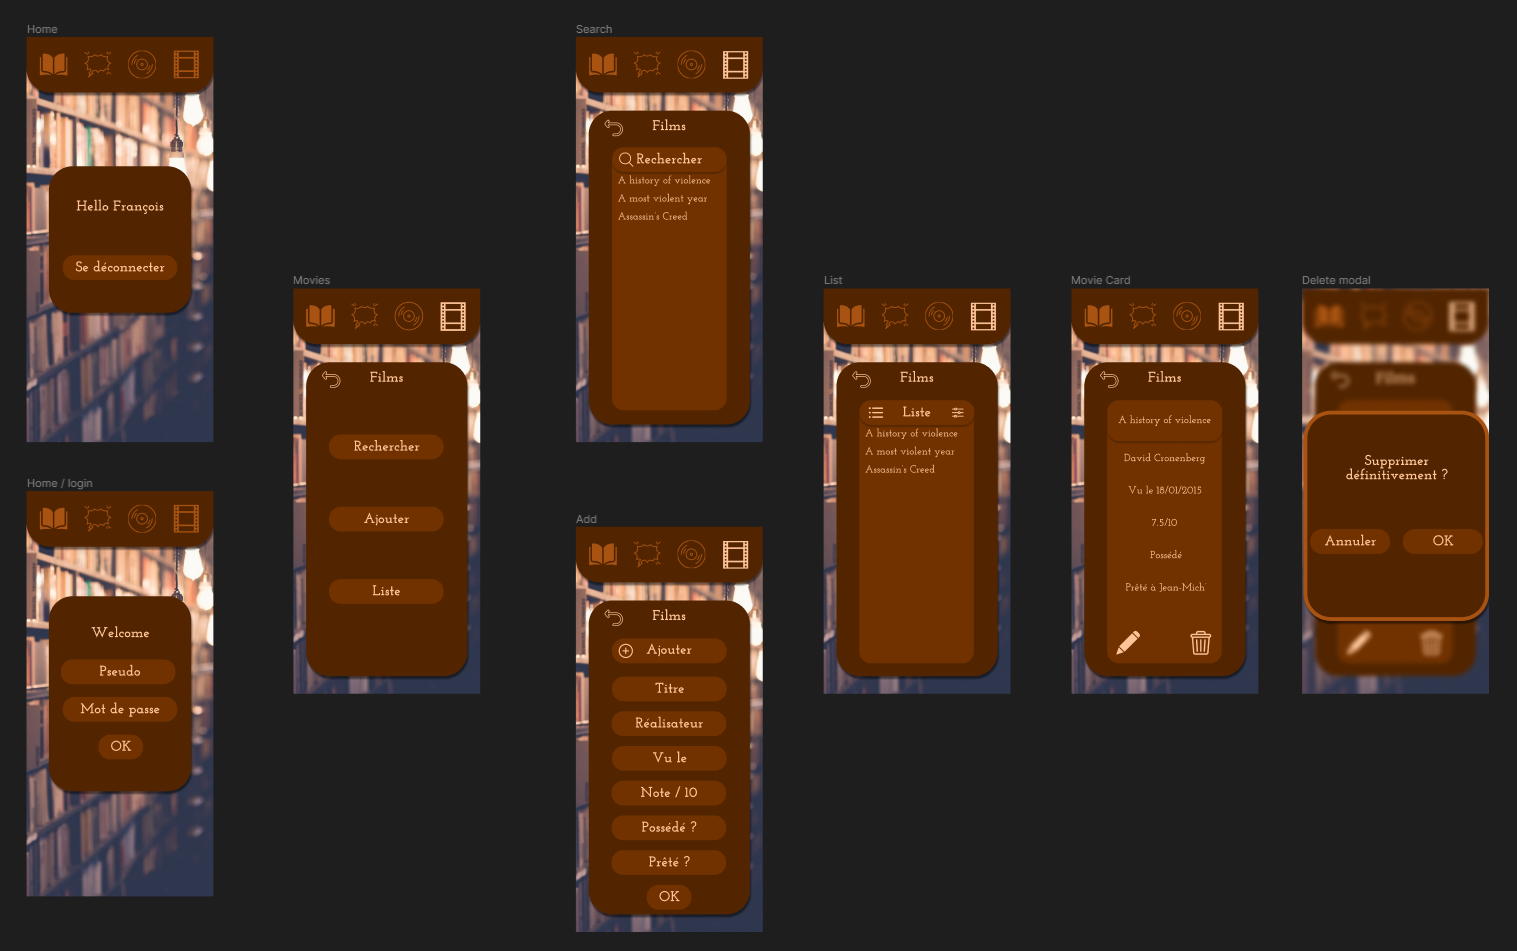 Home
Hello François
Se déconnecter
Home / login
Welcome
Pseudo
Mot de passe
OK
Movies
Films
Rechercher
Ajouter
Liste
Search
Films
Rechercher
A history of violence
A most violent year
Assassin's Creed
Add
Films
Ajouter
Titre
Réalisateur
Vu le
Note / 10
Possédé ?
Prêté ?
OK
List
Films
Liste
A history of violence
A most violent year
Assassin's Creed
Movie Card
Films
A history of violence
David Cronenberg
Vu le 18/01/2015
7.5/10
Possédé
Prêté à Jean-Mich'
Delete modal
Films
Supprimer
définitivement ?
Annuler
OK